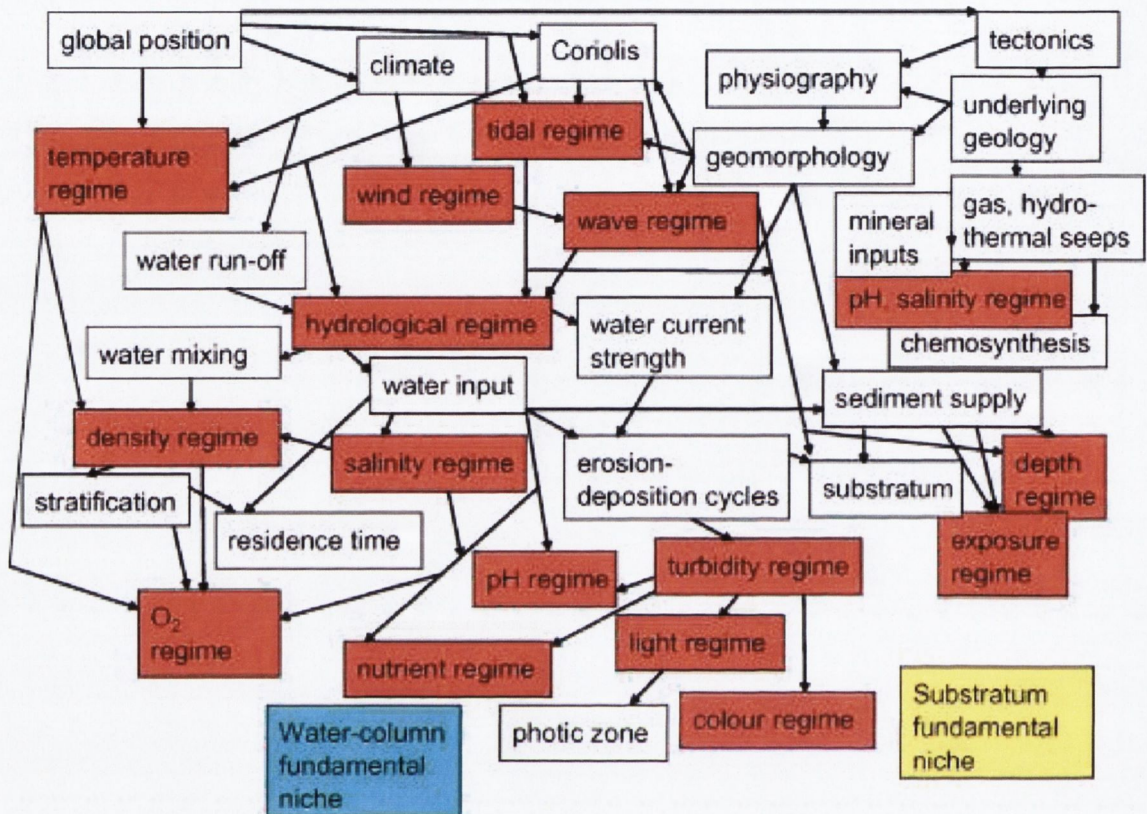 global position
climate
Coriolis
tectonics
physiography
underlying
geology
temperature
regime
tidal regime
geomorphology
wind regime
wave regime
mineral
inputs
gas, hydro-
thermal seeps
water run-off
pH, salinity regime
hydrological regime
water current
strength
chemosynthesis
water mixing
water input
sediment supply
density regime
salinity regime
erosion-
deposition cycles
substratum
depth
regime
stratification
residence time
exposure
regime
pH regime
turbidity regime
O₂
regime
nutrient regime
light regime
photic zone
colour regime
Water-column
fundamental
niche
Substratum
fundamental
niche